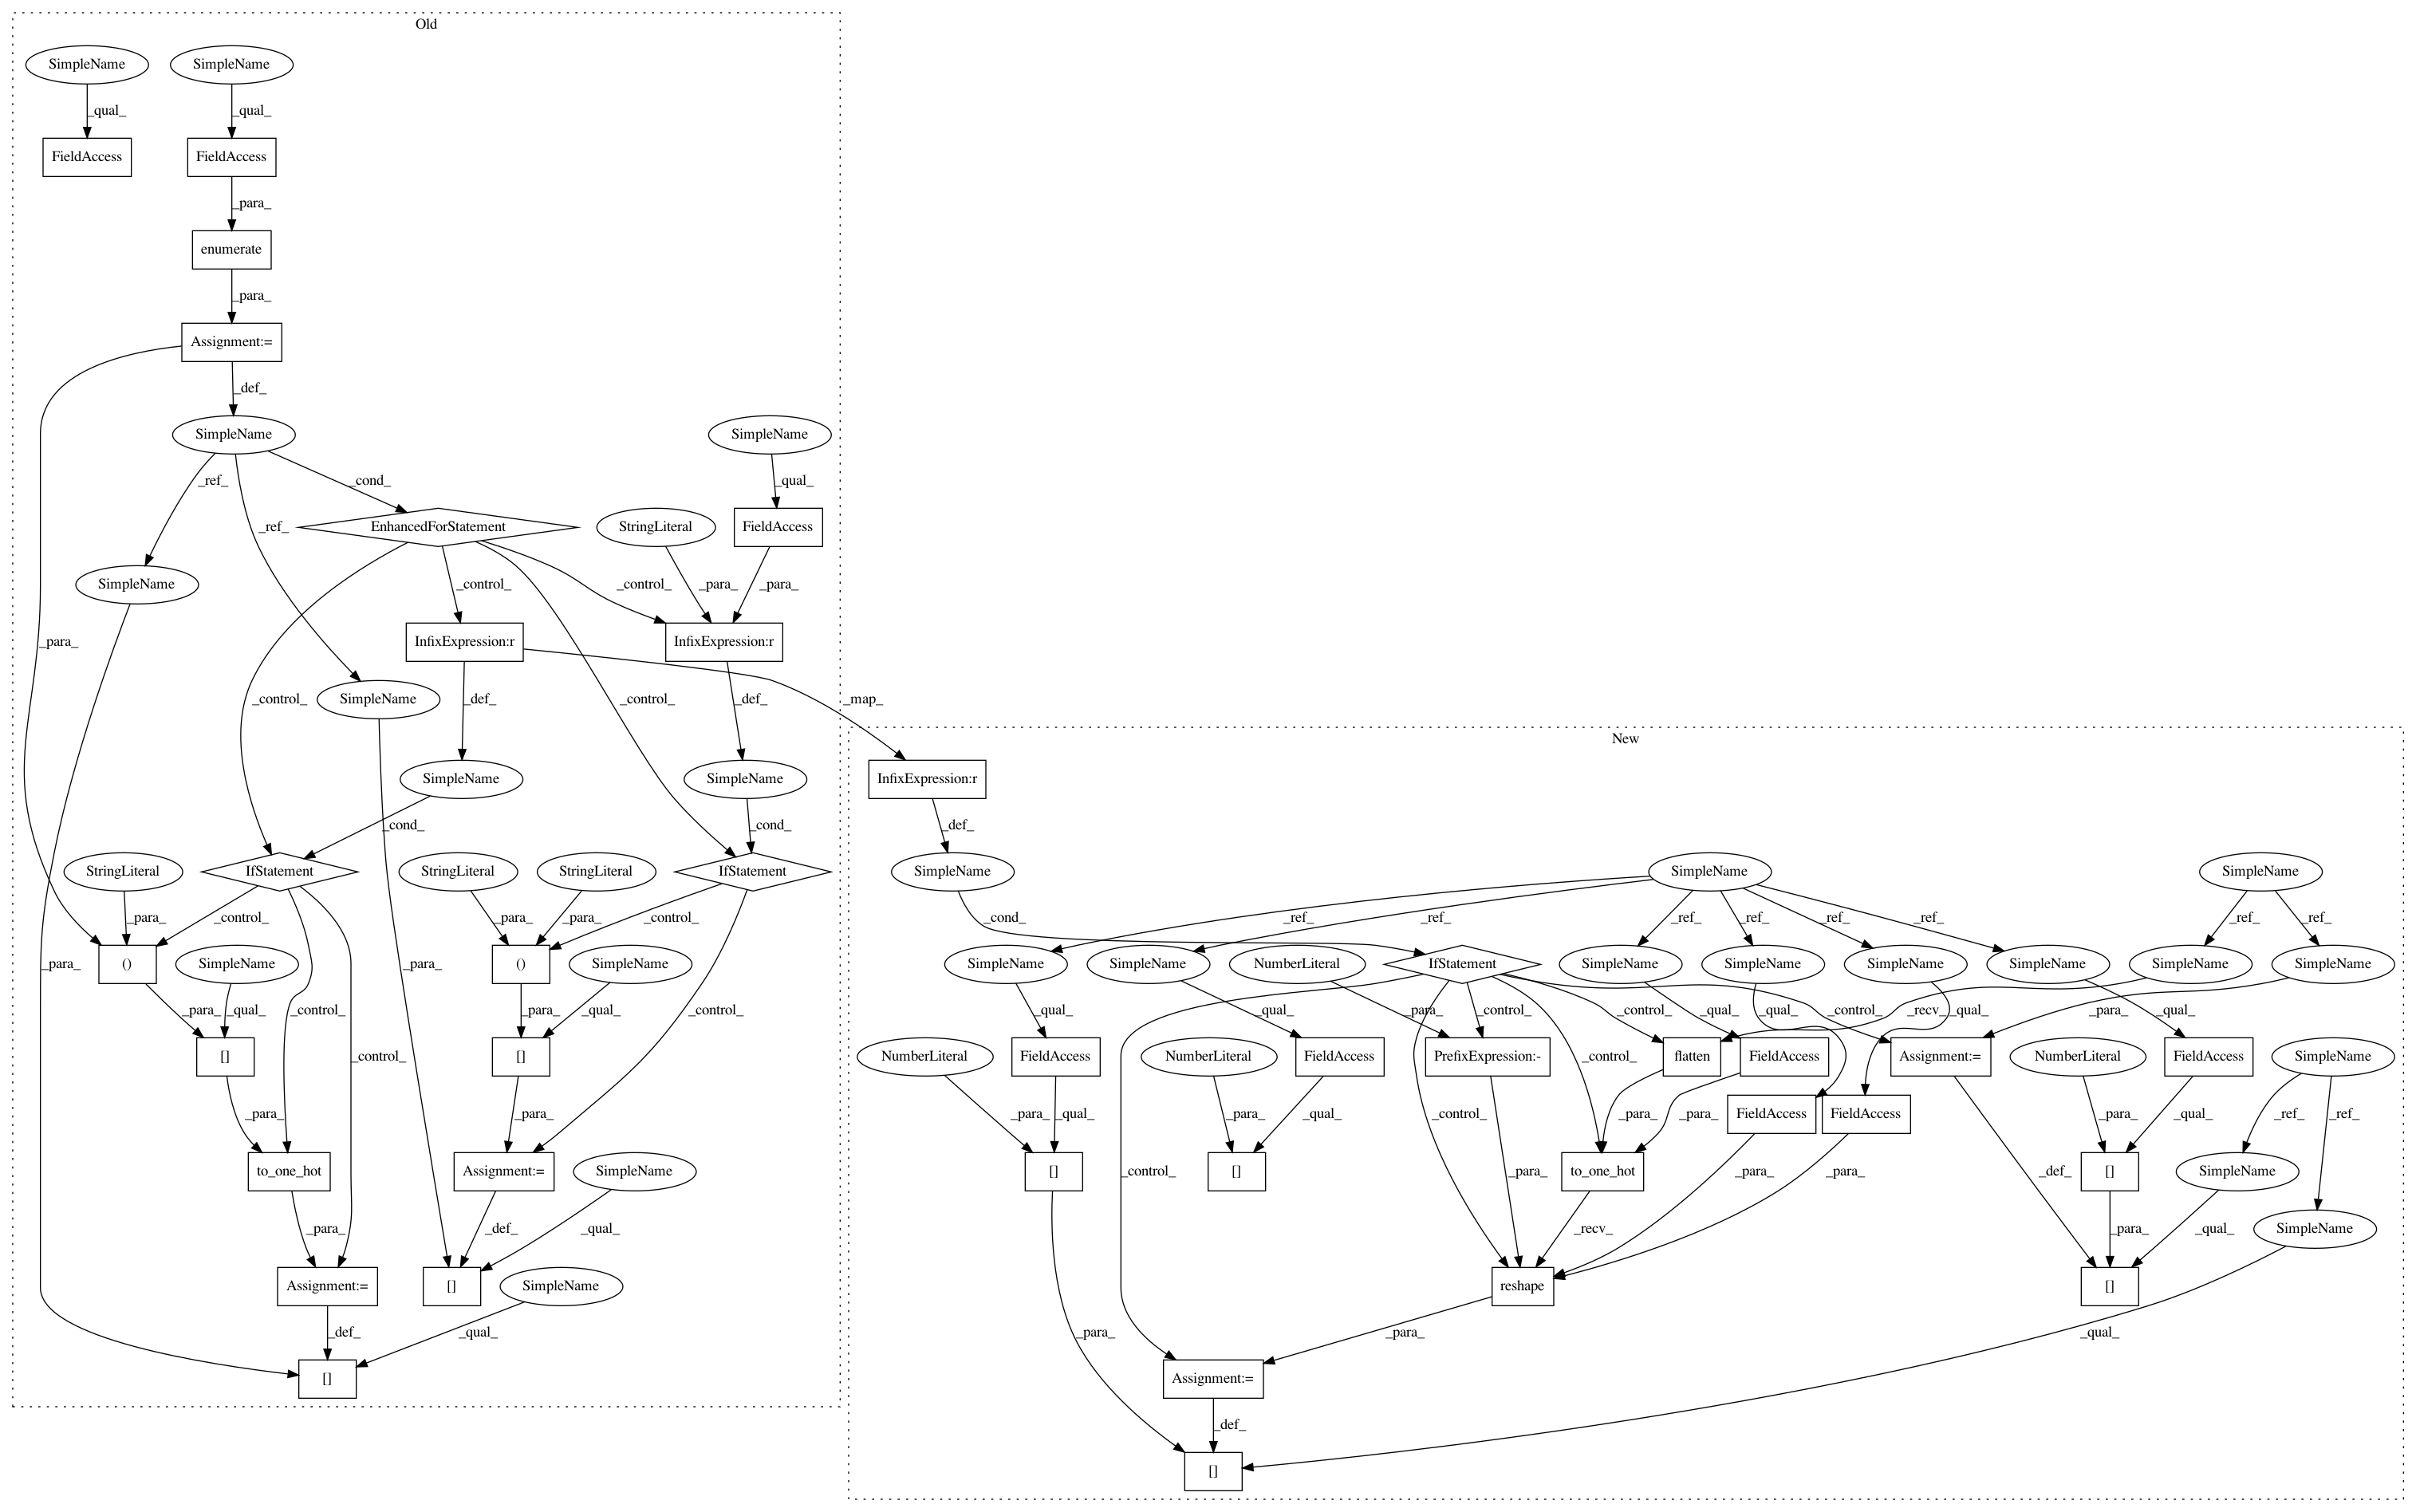 Old
SimpleName
SimpleName
_qual_
_qual_
FieldAccess
FieldAccess
_para_
enumerate
_para_
Assignment:=
_def_
SimpleName
SimpleName
_ref_
_cond_
_qual_
_ref_
EnhancedForStatement
StringLiteral
FieldAccess
SimpleName
_control_
_control_
_para_
_para_
_para_
InfixExpression:r
InfixExpression:r
_control_
SimpleName
_def_
_control_
_def_
_map_
New
SimpleName
SimpleName
InfixExpression:r
_cond_
_cond_
_def_
StringLiteral
IfStatement
StringLiteral
StringLiteral
IfStatement
SimpleName
SimpleName
SimpleName
_para_
_control_
_para_
_para_
_control_
_cond_
_ref_
_ref_
_ref_
_ref_
_ref_
_ref_
_ref_
_ref_
_para_
()
SimpleName
_para_
()
SimpleName
SimpleName
SimpleName
NumberLiteral
IfStatement
SimpleName
SimpleName
SimpleName
SimpleName
SimpleName
SimpleName
_para_
_qual_
_control_
_para_
_qual_
_control_
_qual_
_qual_
_para_
_control_
_control_
_qual_
_qual_
_control_
_recv_
_qual_
_para_
_qual_
[]
_control_
[]
NumberLiteral
FieldAccess
NumberLiteral
FieldAccess
PrefixExpression:-
_control_
flatten
FieldAccess
Assignment:=
NumberLiteral
FieldAccess
SimpleName
_para_
_para_
_para_
_qual_
_para_
_qual_
_control_
_para_
_para_
FieldAccess
FieldAccess
_para_
_qual_
_ref_
_ref_
to_one_hot
Assignment:=
SimpleName
[]
[]
_control_
_para_
to_one_hot
_para_
_para_
_def_
[]
SimpleName
_para_
_def_
_qual_
_recv_
_para_
_qual_
SimpleName
Assignment:=
[]
SimpleName
reshape
[]
_def_
_qual_
_para_
_para_
_qual_
[]
Assignment:=
_def_
[]